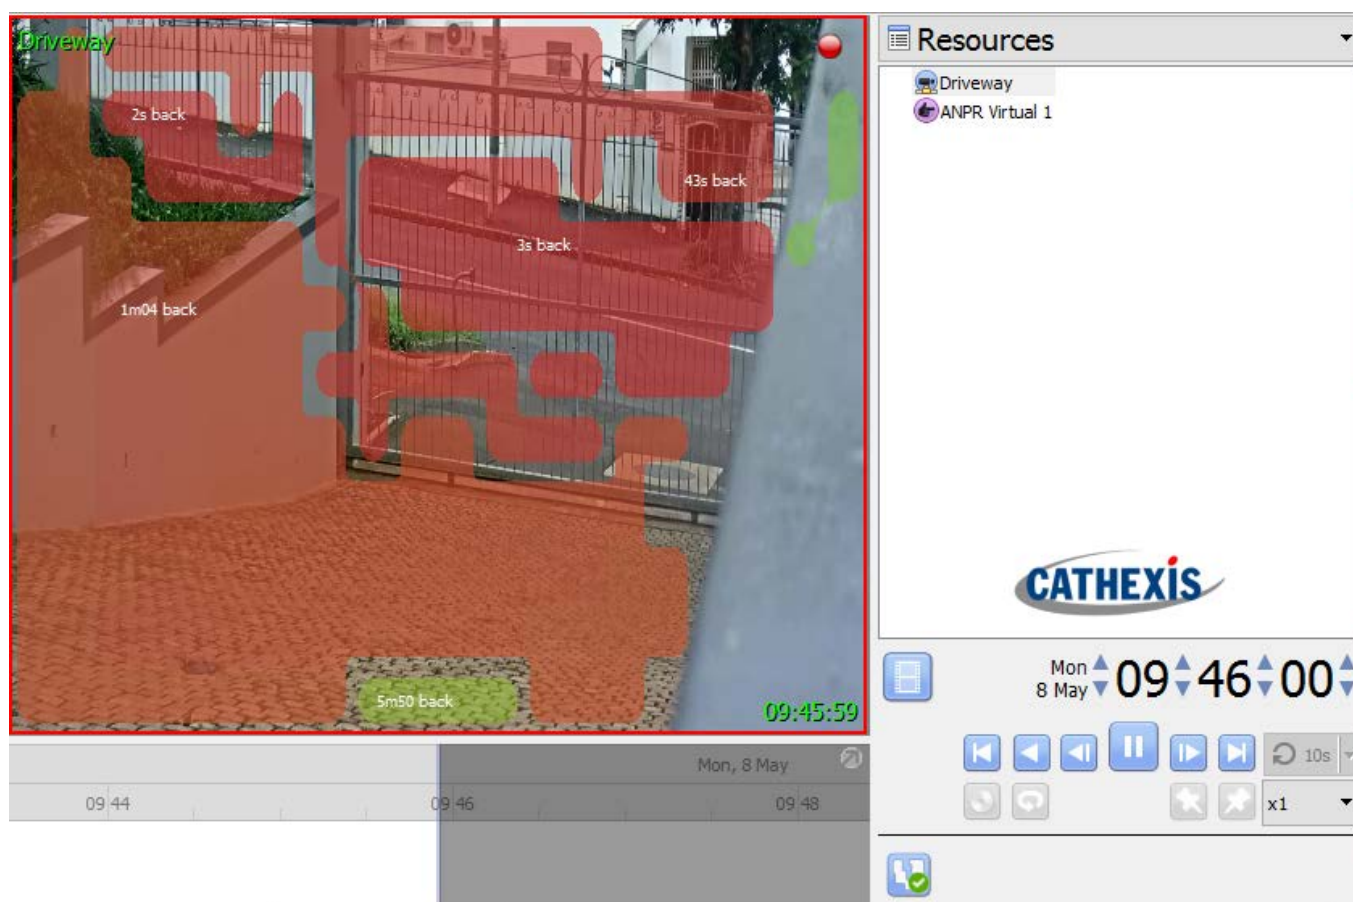 Driveway
2s back
43s back
3s back
1m04 back
5m50 back
09:45:59
Resources
Driveway
ANPR Virtual 1
CATHEXIS
Mon
8 May
09 46 00
10s
x1
Mon, 8 May
09 44
09 46
09 48